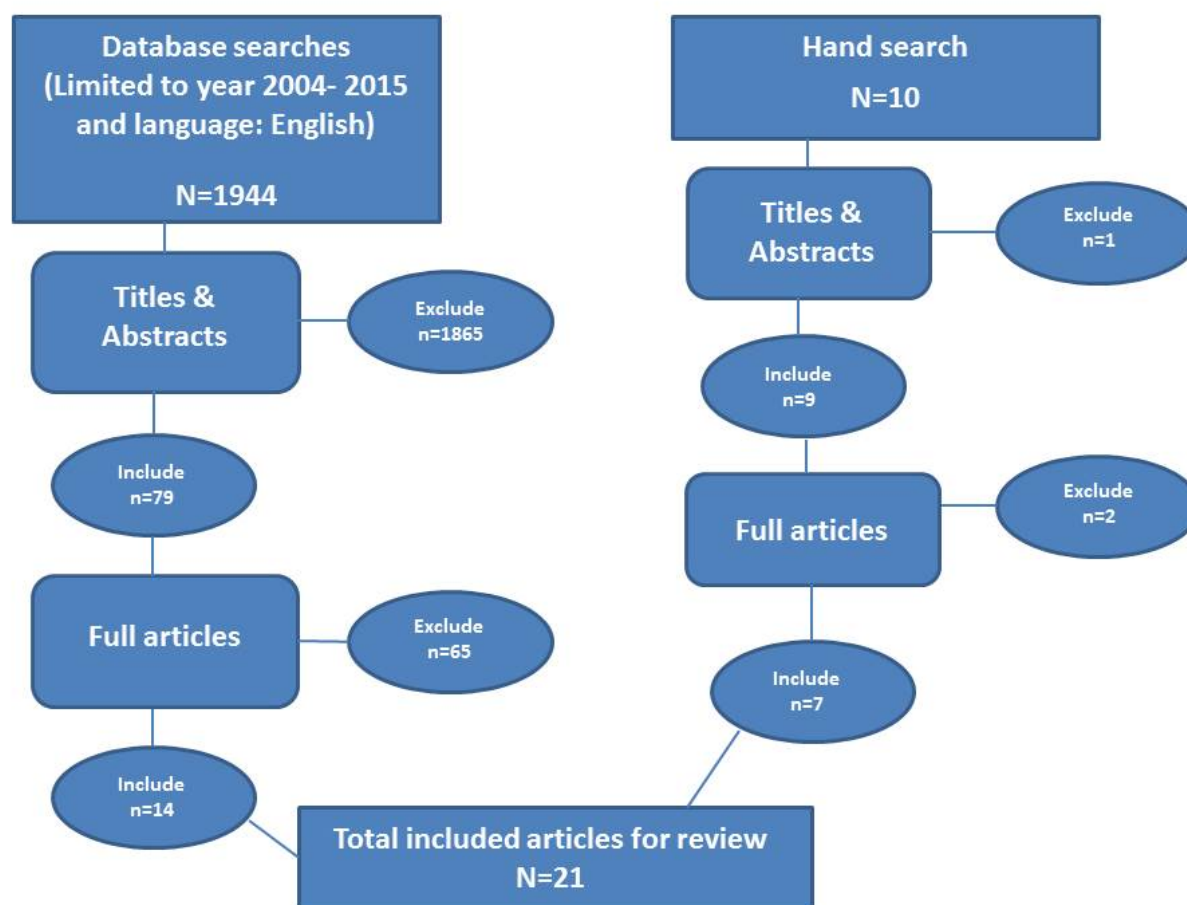 Database searches
(Limited to year 2004- 2015
and language: English)
N=1944
Titles &
Abstracts
Exclude
n=1865
Include
n=79
Full articles
Exclude
n=65
Include
n=14
Hand search
N=10
Titles &
Abstracts
Exclude
n=1
Include
n=9
Full articles
Exclude
n=2
Include
n=7
Total included articles for review
N=21